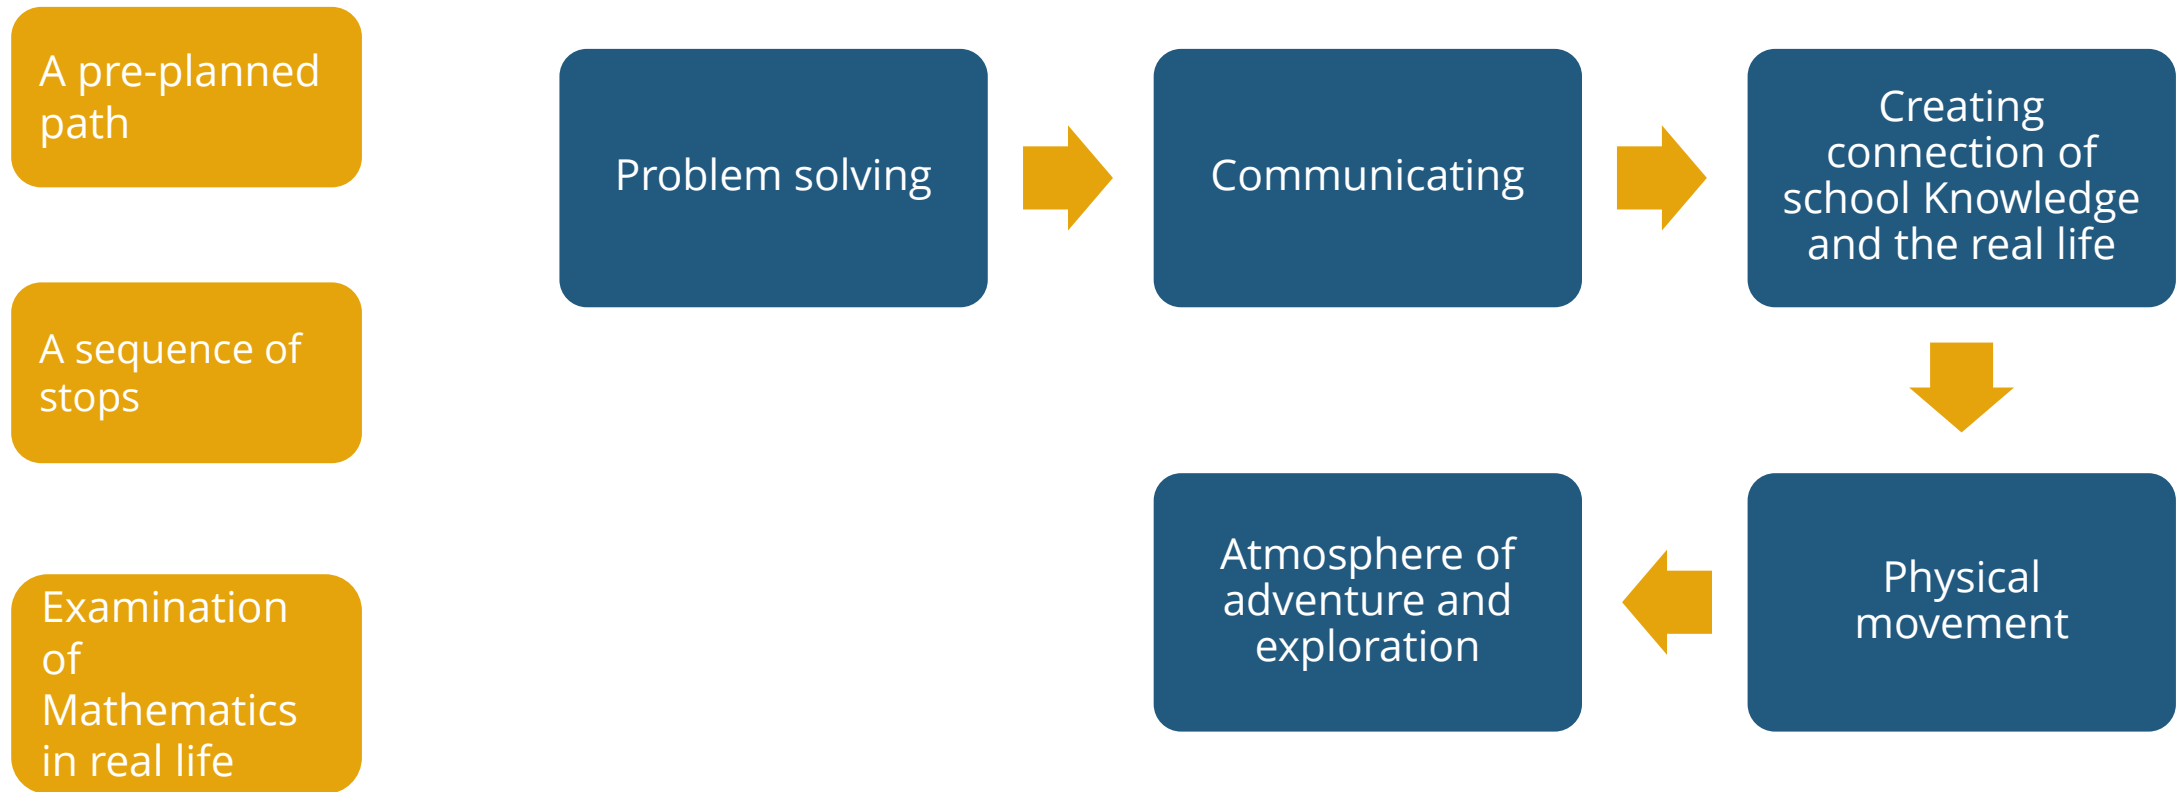 A pre-planned
path
A sequence of
stops
Examination
of
Mathematics
in real life
Problem solving
Communicating
Creating
connection of
school Knowledge
and the real life
Physical
movement
Atmosphere of
adventure and
exploration